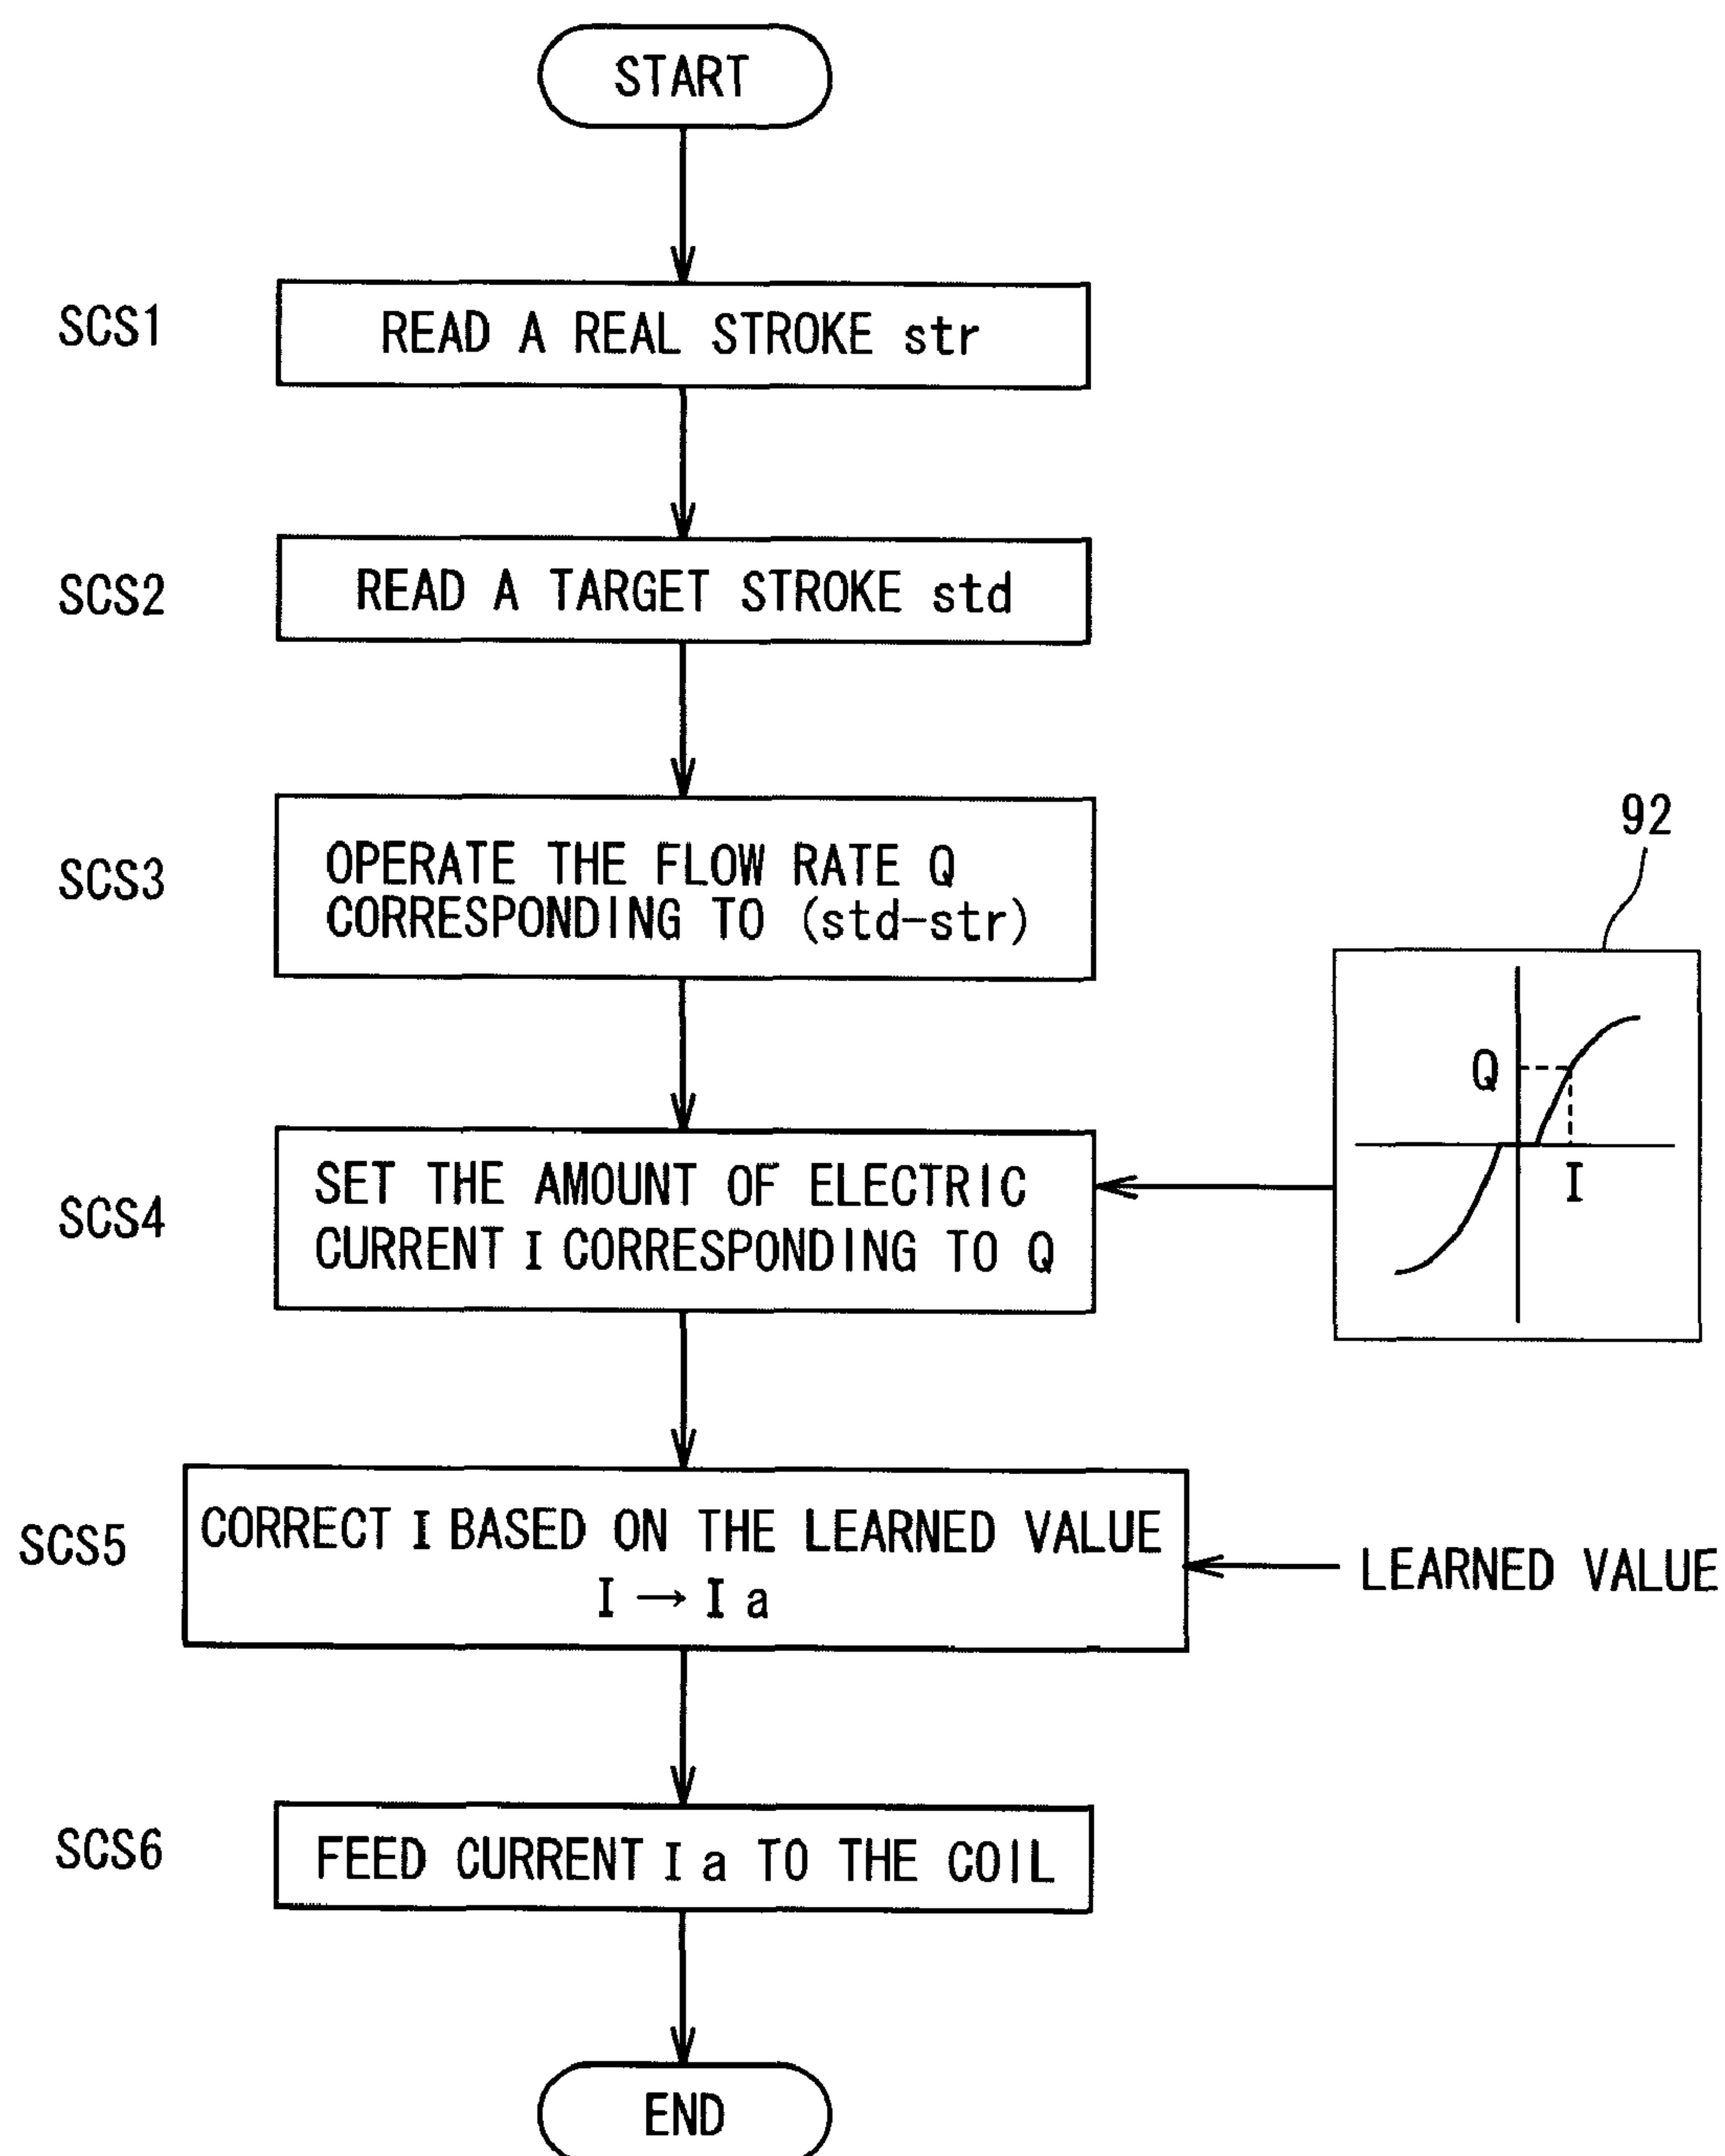 START
SCS1
READ A REAL STROKE str
SCS2
READ A TARGET STROKE std
SCS3
OPERATE THE FLOW RATE Q
CORRESPONDING TO (std-str)
92
Q
I
SCS4
SET THE AMOUNT OF ELECTRIC
CURRENT I CORRESPONDING TO Q
SCS5
CORRECT I BASED ON THE LEARNED VALUE
I → I a
LEARNED VALUE
SCS6
FEED CURRENT I a TO THE COIL
END